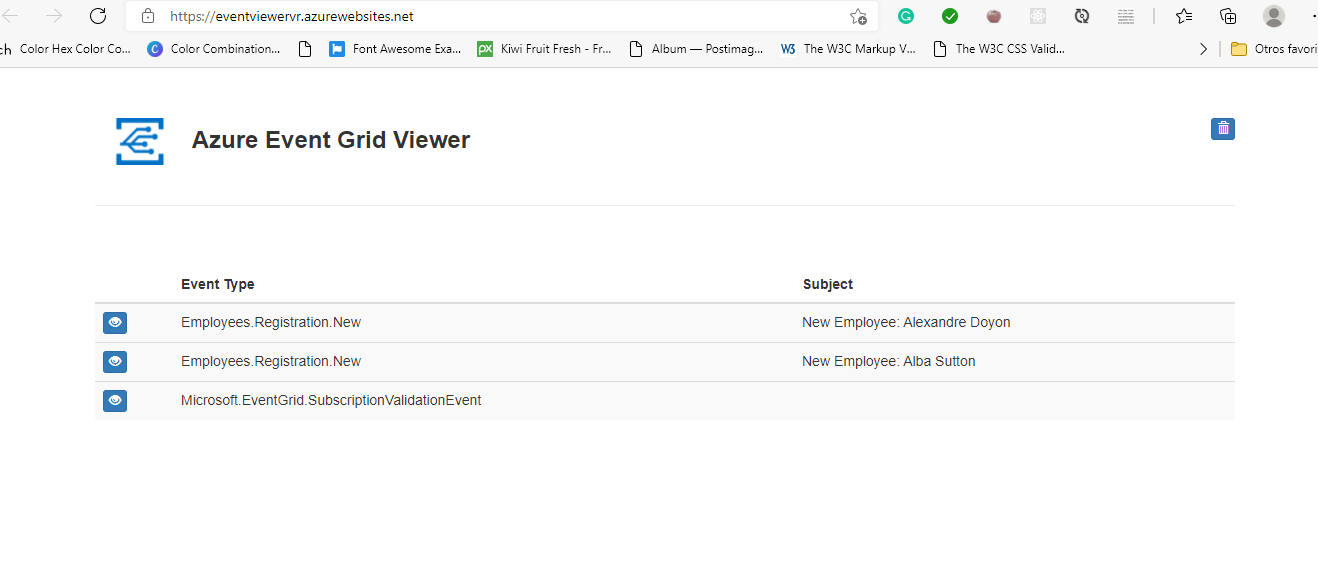 https://eventviewervr.azurewebsites.net
ch Color Hex Color Co... C Color Combination... Font Awesome Exa... px Kiwi Fruit Fresh - Fr... Album — Postimag... W3 The W3C Markup V... The W3C CSS Valid... Otros favori
Azure Event Grid Viewer
Event Type Subject
Employees.Registration.New New Employee: Alexandre Doyon
Employees.Registration.New New Employee: Alba Sutton
Microsoft.EventGrid.SubscriptionValidationEvent